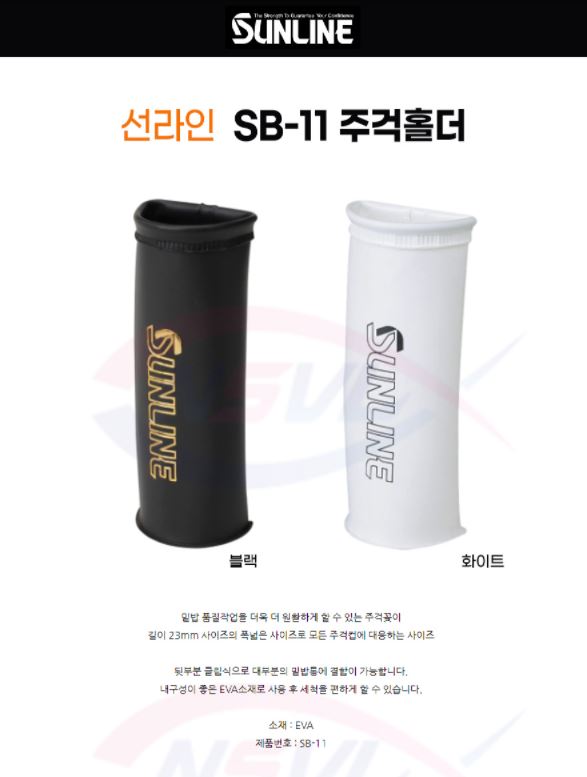 The Strength To Guarantee Your Confidence
SUNLINE
선라인 SB-11 주걱홀더
SUNLINE
SUNLINE
블랙
화이트
밑밥 품질작업을 더욱 더 원활하게 할 수 있는 주걱꽂이
길이 23mm 사이즈의 폭넓은 사이즈로 모든 주걱컵에 대응하는 사이즈
뒷부분 클립식으로 대부분의 밑밥통에 결합이 가능합니다.
내구성이 좋은 EVA소재로 사용 후 세척을 편하게 할 수 있습니다.
소재 : EVA
제품번호 : SB-11